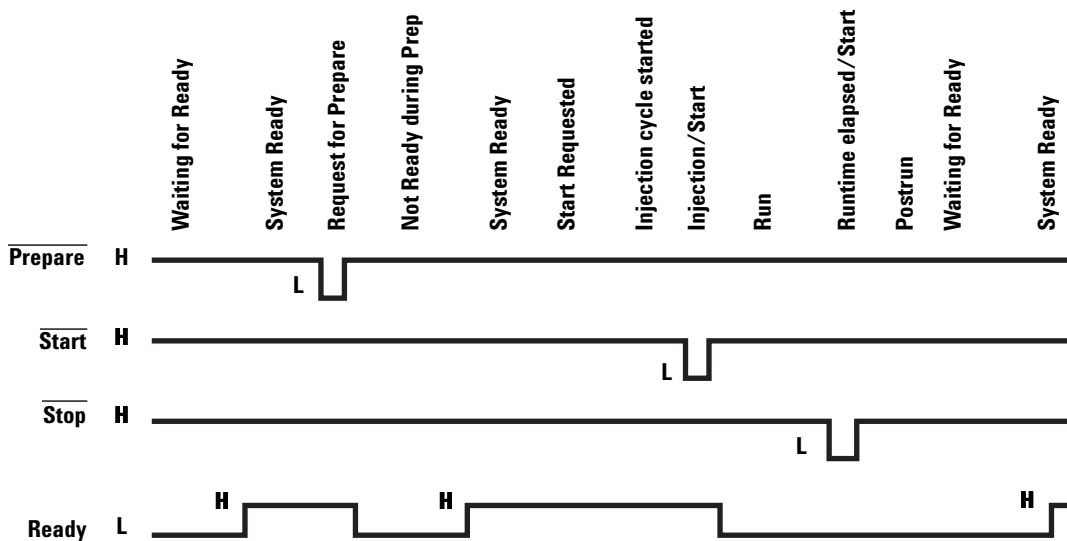 Waiting for Ready
System Ready
Request for Prepare
Not Ready during Prep
System Ready
Start Requested
Injection cycle started
Injection/Start
Run
Runtime elapsed/Start
Postrun
Waiting for Ready
System Ready
Prepare H
L
Start H
L
Stop H
L
H H H
Ready L